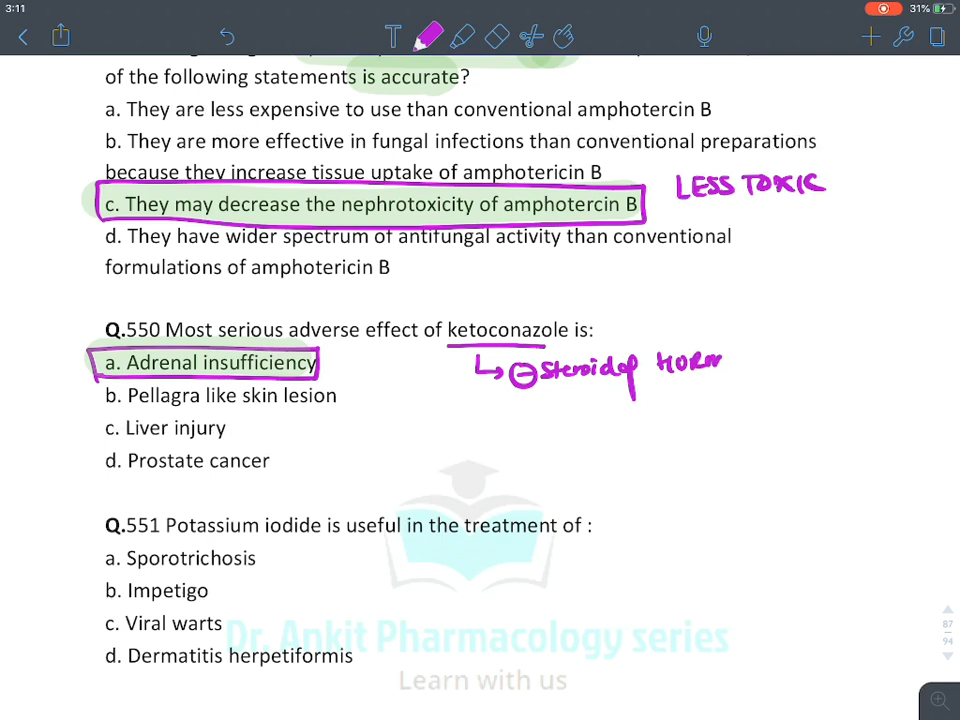 3:11
31%
of the following statements is accurate?
a. They are less expensive to use than conventional amphotercin B
b. They are more effective in fungal infections than conventional preparations
because they increase tissue uptake of amphotericin B
LESS TOXIC
c. They may decrease the nephrotoxicity of amphotercin B
d. They have wider spectrum of antifungal activity than conventional
formulations of amphotericin B
Q.550 Most serious adverse effect of ketoconazole is:
a. Adrenal insufficiency
HORM
b. Pellagra like skin lesion
c. Liver injury
d. Prostate cancer
Q.551 Potassium iodide is useful in the treatment of :
a. Sporotrichosis
b. Impetigo
c. Viral warts
Dr. Ankit Pharmacology series
d. Dermatitis herpetiformis
Learn with us
87
94